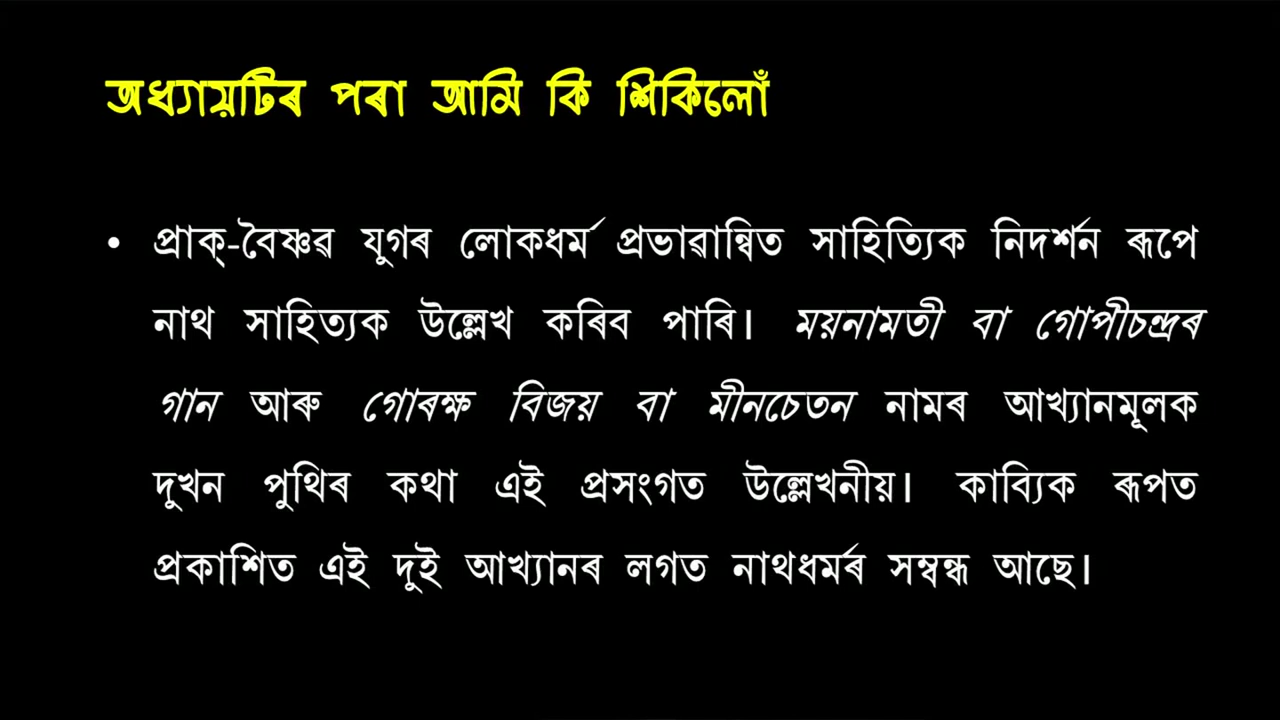 অধ্যায়টিৰ পৰা আমি কি শিকিলোঁ
• প্ৰাক্-বৈষ্ণৱ যুগৰ লোকধৰ্ম প্ৰভাৱান্বিত সাহিত্যিক নিদৰ্শন ৰূপে
নাথ সাহিত্যক উল্লেখ কৰিব পাৰি। ময়নামতী বা গোপীচন্দ্ৰৰ
গান আৰু গোৰক্ষ বিজয় বা মীনচেতন নামৰ আখ্যানমূলক
দুখন পুথিৰ কথা এই প্ৰসংগত উল্লেখনীয়। কাব্যিক ৰূপত
প্ৰকাশিত এই দুই আখ্যানৰ লগত নাথধৰ্মৰ সম্বন্ধ আছে।